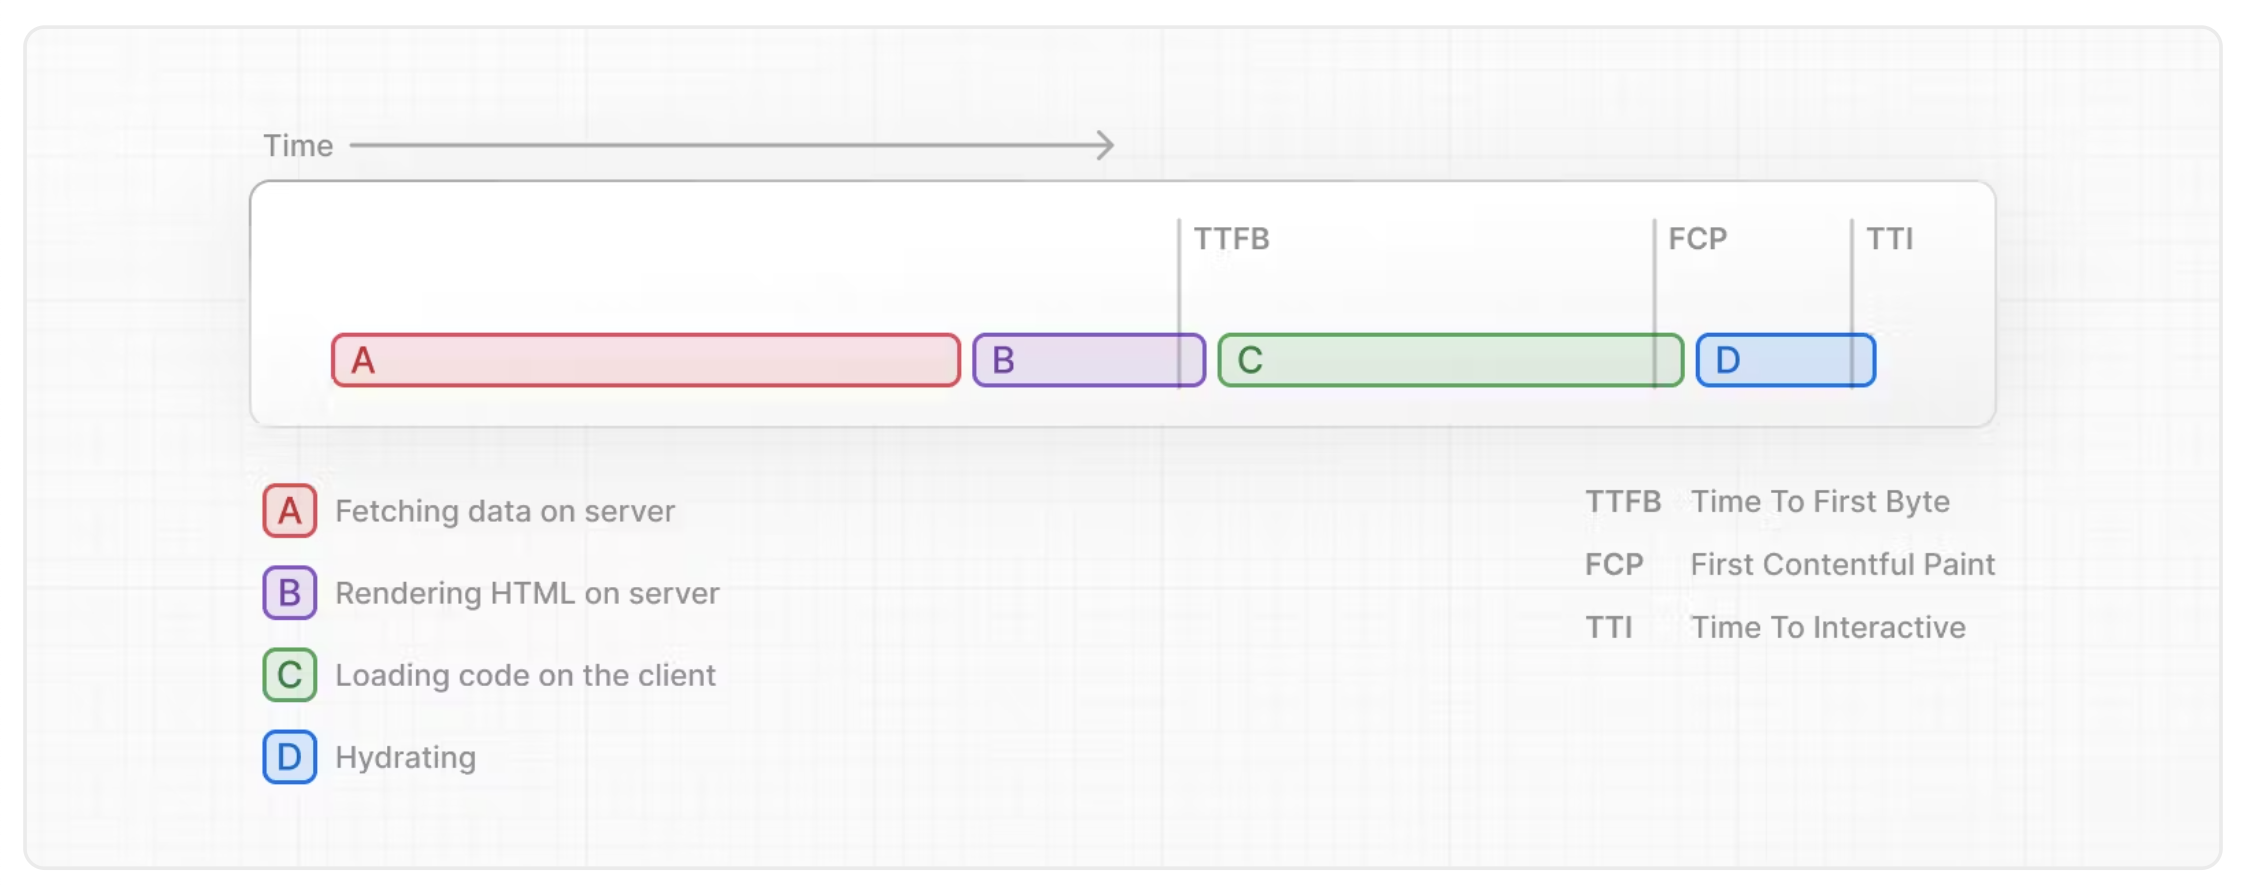 Time
TTFB
FCP
TTI
A
B
C
D
A Fetching data on server
B Rendering HTML on server
C Loading code on the client
D Hydrating
TTFB Time To First Byte
FCP First Contentful Paint
TTI Time To Interactive